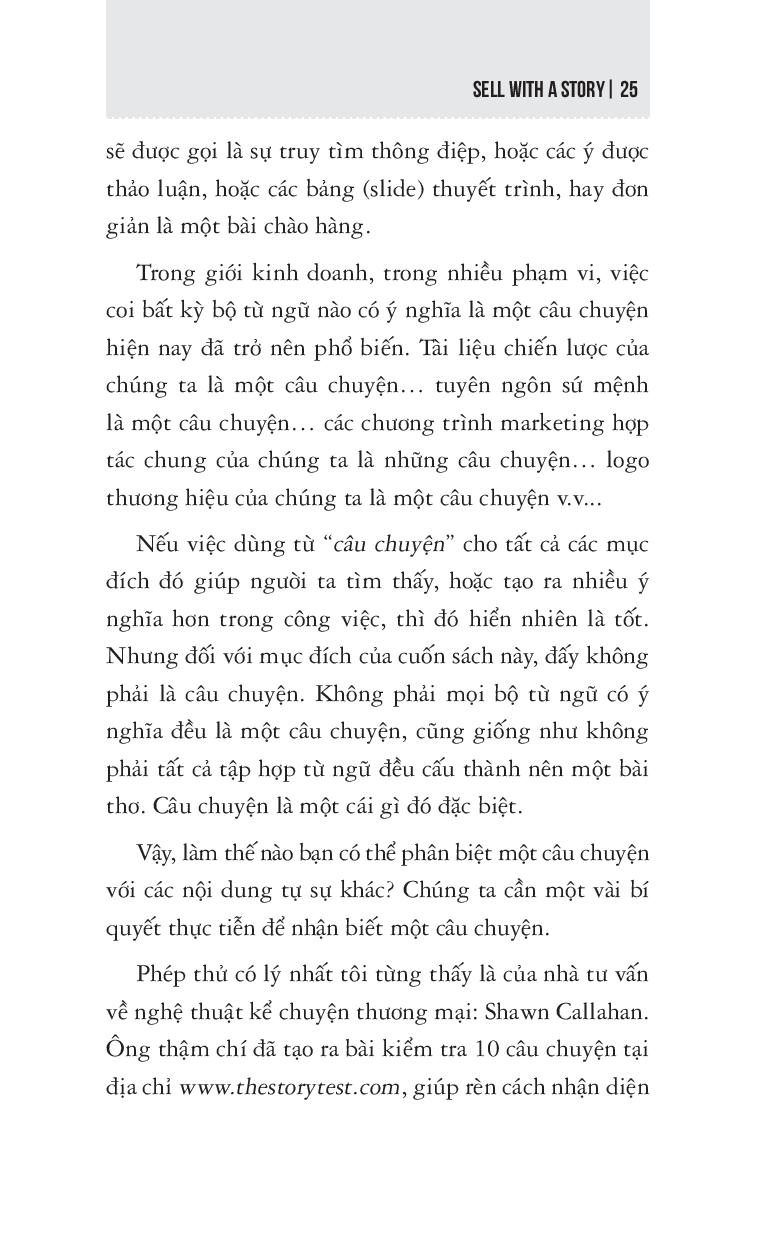 SELL WITH A STORY| 25
sẽ được gọi là sự truy tìm thông điệp, hoặc các ý được
thảo luận, hoặc các bảng (slide) thuyết trình, hay đơn
giản là một bài chào hàng.
Trong giới kinh doanh, trong nhiều phạm vi, việc
coi bất kỳ bộ từ ngữ nào có ý nghĩa là một câu chuyện
hiện nay đã trở nên phổ biến. Tài liệu chiến lược của
chúng ta là một câu chuyện… tuyên ngôn sứ mệnh
là một câu chuyện… các chương trình marketing hợp
tác chung của chúng ta là những câu chuyện… logo
thương hiệu của chúng ta là một câu chuyện v.v...
Nếu việc dùng từ “câu chuyện” cho tất cả các mục
đích đó giúp người ta tìm thấy, hoặc tạo ra nhiều ý
nghĩa hơn trong công việc, thì đó hiển nhiên là tốt.
Nhưng đối với mục đích của cuốn sách này, đấy không
phải là câu chuyện. Không phải mọi bộ từ ngữ có ý
nghĩa đều là một câu chuyện, cũng giống như không
phải tất cả tập hợp từ ngữ đều cấu thành nên một bài
thơ. Câu chuyện là một cái gì đó đặc biệt.
Vậy, làm thế nào bạn có thể phân biệt một câu chuyện
với các nội dung tự sự khác? Chúng ta cần một vài bí
quyết thực tiễn để nhận biết một câu chuyện.
Phép thử có lý nhất tôi từng thấy là của nhà tư vấn
về nghệ thuật kể chuyện thương mại: Shawn Callahan.
Ông thậm chí đã tạo ra bài kiểm tra 10 câu chuyện tại
địa chỉ www.thestorytest.com, giúp rèn cách nhận diện